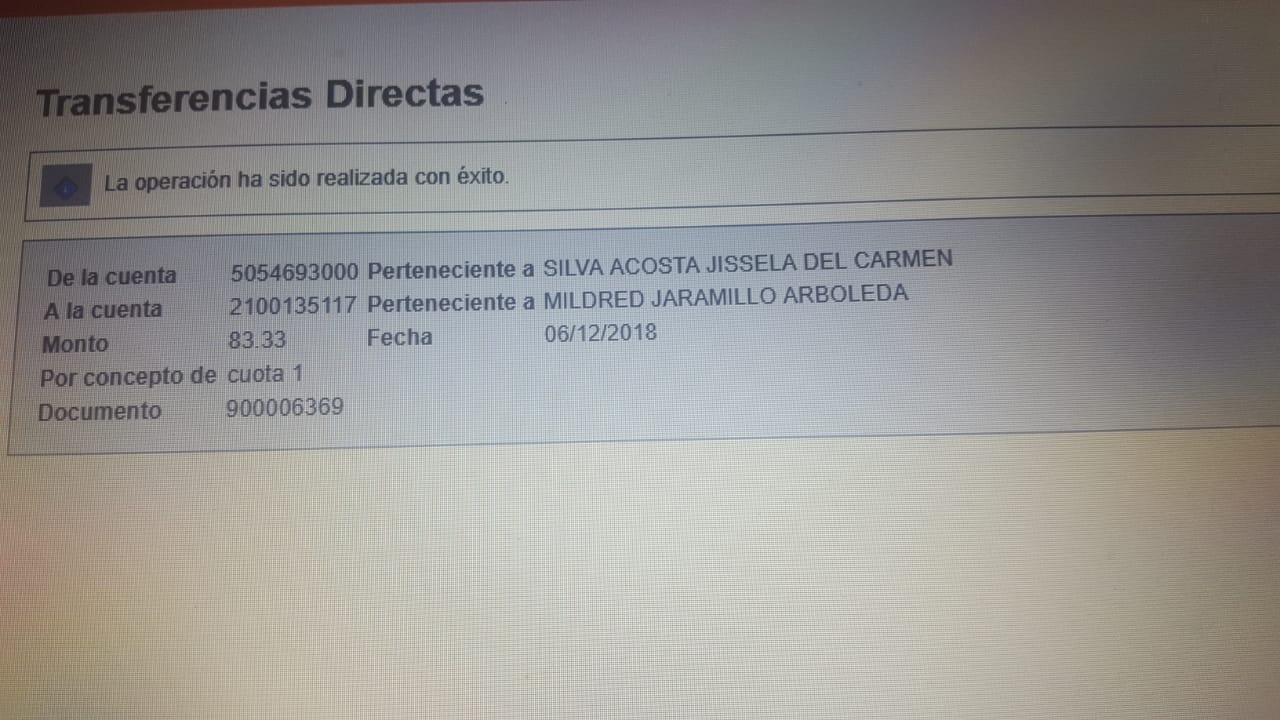 Transferencias Directas
La operación ha sido realizada con éxito.
De la cuenta 5054693000 Perteneciente a SILVA ACOSTA JISSELA DEL CARMEN
A la cuenta 2100135117 Perteneciente a MILDRED JARAMILLO ARBOLEDA
Monto 83.33 Fecha 06/12/2018
Por concepto de cuota 1
Documento 900006369